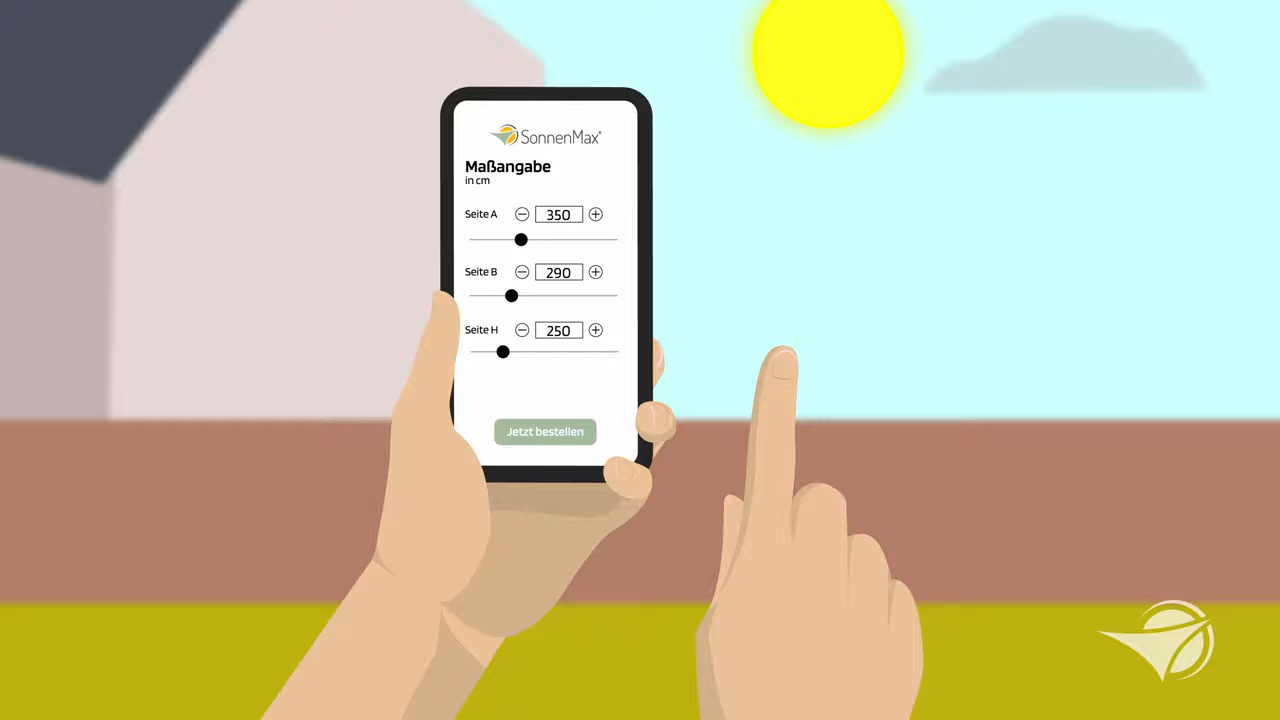 SonnenMax®
Maßangabe
in cm
Seite A 350
Seite B 290
Seite H 250
Jetzt bestellen